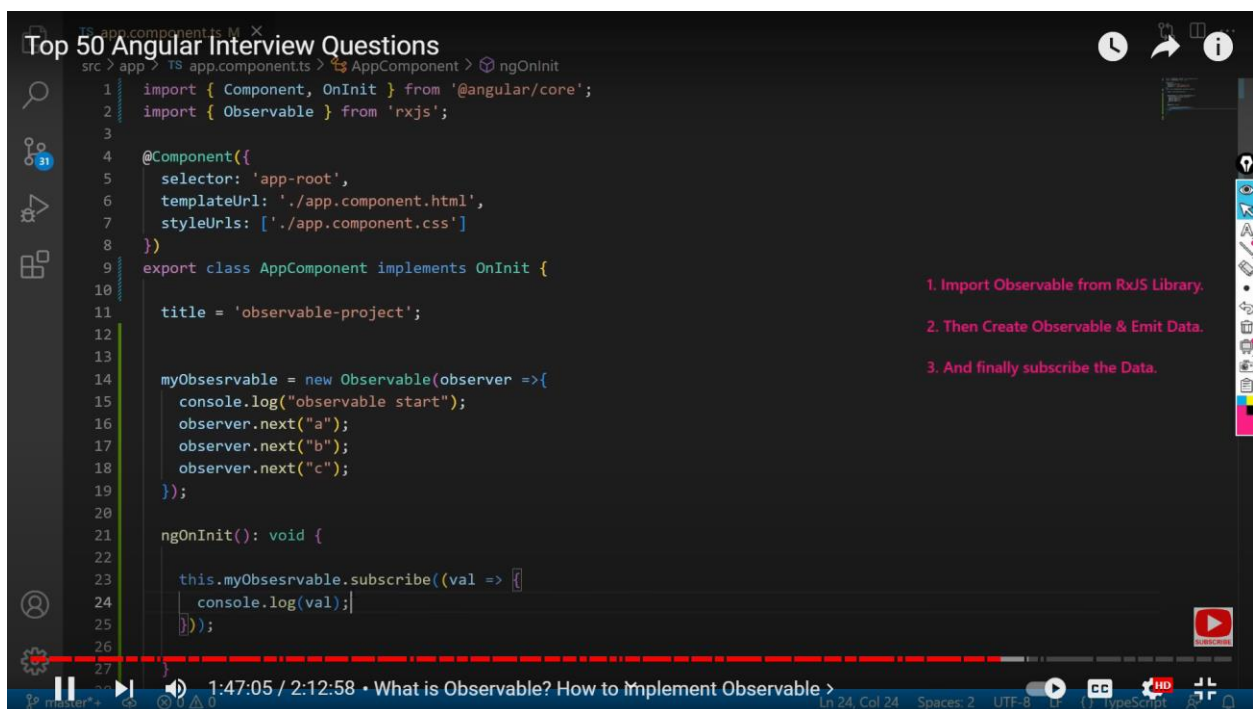 TS app.component.ts M X
Top 50 Angular Interview Questions
src > app > TS app.component.ts > AppComponent > ngOnInit
1 import { Component, OnInit } from '@angular/core';
2 import { Observable } from 'rxjs';
3
4 @Component({
5   selector: 'app-root',
6   templateUrl: './app.component.html',
7   styleUrls: ['./app.component.css']
8 })
9 export class AppComponent implements OnInit {
10
11   title = 'observable-project';
12
13
14   myObsesrvable = new Observable(observer =>{
15     console.log("observable start");
16     observer.next("a");
17     observer.next("b");
18     observer.next("c");
19   });
20
21   ngOnInit(): void {
22
23     this.myObsesrvable.subscribe((val => {
24       console.log(val);
25     }));
26
27   }
31
1. Import Observable from RxJS Library.
2. Then Create Observable & Emit Data.
3. And finally subscribe the Data.
SUBSCRIBE
1:47:05 / 2:12:58 • What is Observable? How to implement Observable >
CC
HD
master*+ 0 0 Ln 24, Col 24 Spaces: 2 UTF-8 LF {} TypeScript